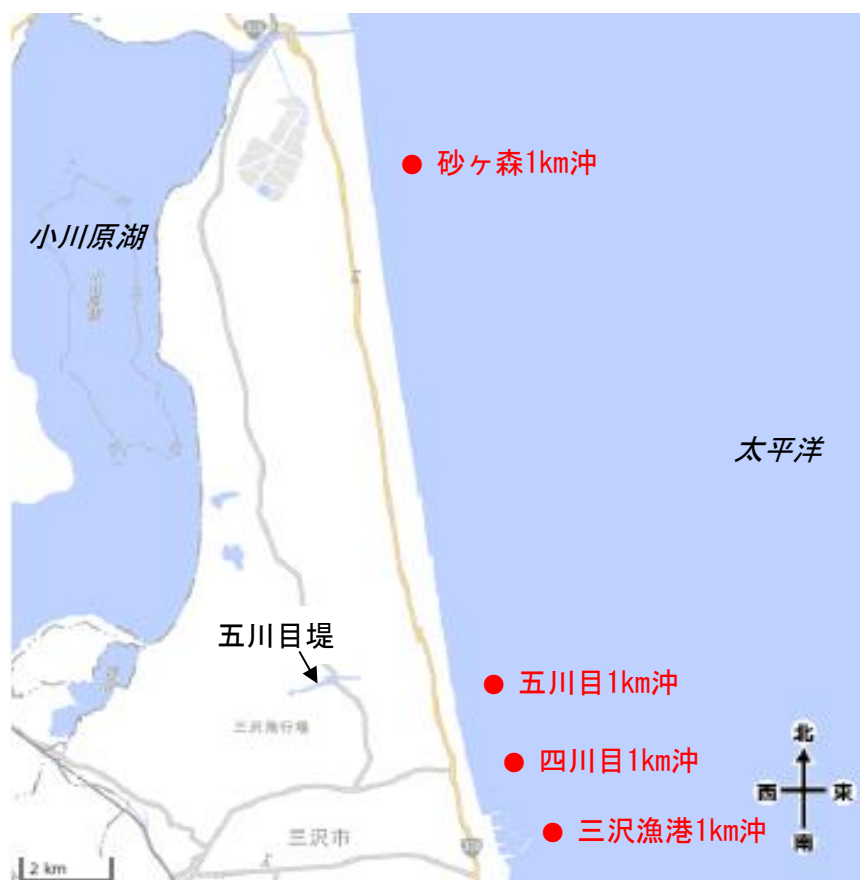 砂ヶ森1km沖
小川原湖
太平洋
五川目堤
五川目1km沖
三沢飛行場
四川目1km沖
北
西 東
南
三沢漁港1km沖
三沢市
2 km